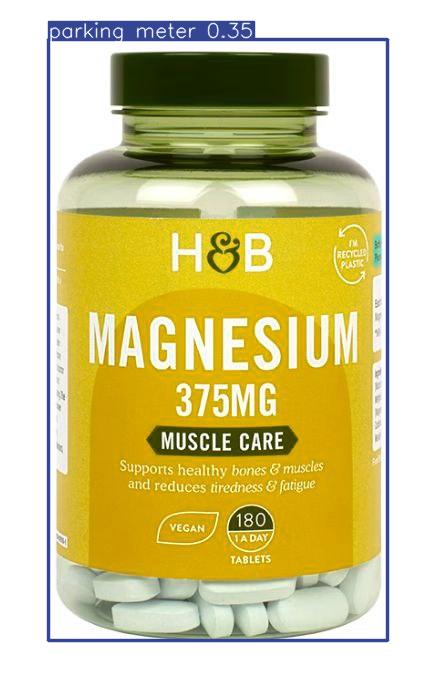 parking meter 0.35
H&B
I'M
RECYCLED
PLASTIC
MAGNESIUM
375MG
MUSCLE CARE
Supports healthy bones & muscles
and reduces tiredness & fatigue
VEGAN
180
1 A DAY
TABLETS